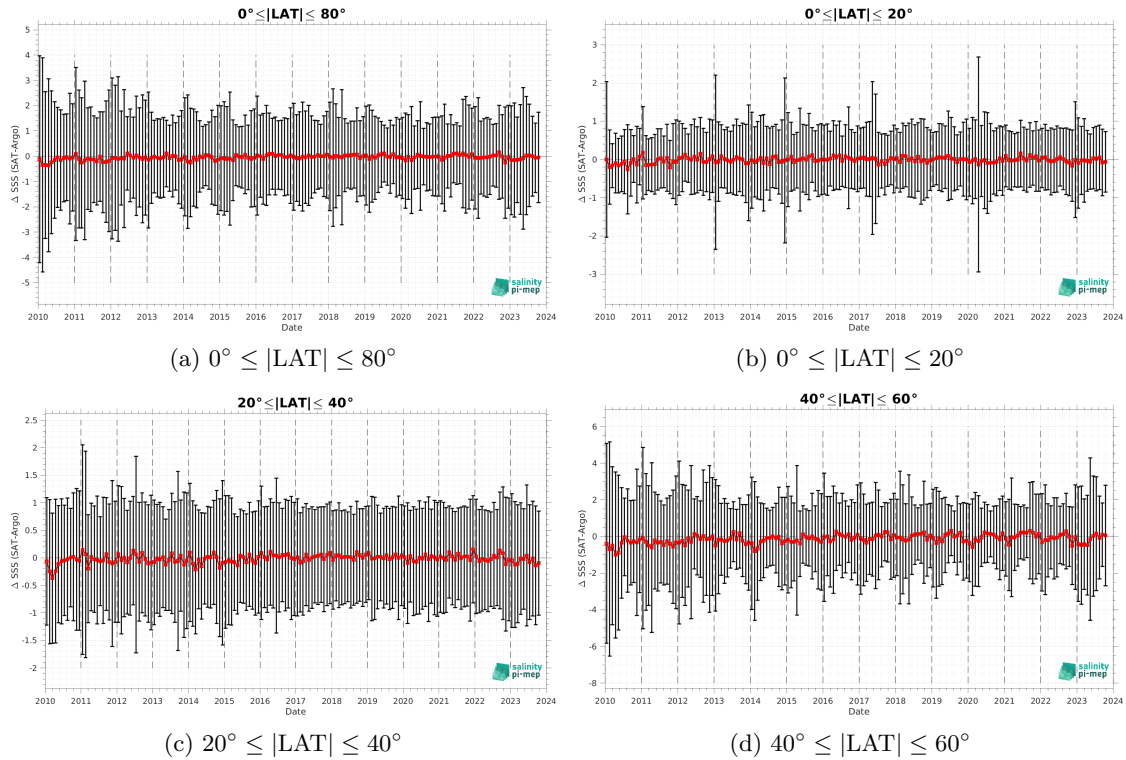 0°≤|LAT|≤ 80°
Δ SSS (SAT-Argo)
5
4
3
2
1
0
-1
-2
-3
-4
-5
salinity
pi-mep
2010 2011 2012 2013 2014 2015 2016 2017 2018 2019 2020 2021 2022 2023 2024
Date
(a) 0° ≤ |LAT| ≤ 80°
0°≤|LAT|≤ 20°
Δ SSS (SAT-Argo)
3
2
1
0
-1
-2
-3
salinity
pi-mep
2010 2011 2012 2013 2014 2015 2016 2017 2018 2019 2020 2021 2022 2023 2024
Date
(b) 0° ≤ |LAT| ≤ 20°
20°≤|LAT|≤ 40°
Δ SSS (SAT-Argo)
2.5
2
1.5
1
0.5
0
-0.5
-1
-1.5
-2
salinity
pi-mep
2010 2011 2012 2013 2014 2015 2016 2017 2018 2019 2020 2021 2022 2023 2024
Date
(c) 20° ≤ |LAT| ≤ 40°
40°≤|LAT|≤ 60°
Δ SSS (SAT-Argo)
6
4
2
0
-2
-4
-6
-8
salinity
pi-mep
2010 2011 2012 2013 2014 2015 2016 2017 2018 2019 2020 2021 2022 2023 2024
Date
(d) 40° ≤ |LAT| ≤ 60°